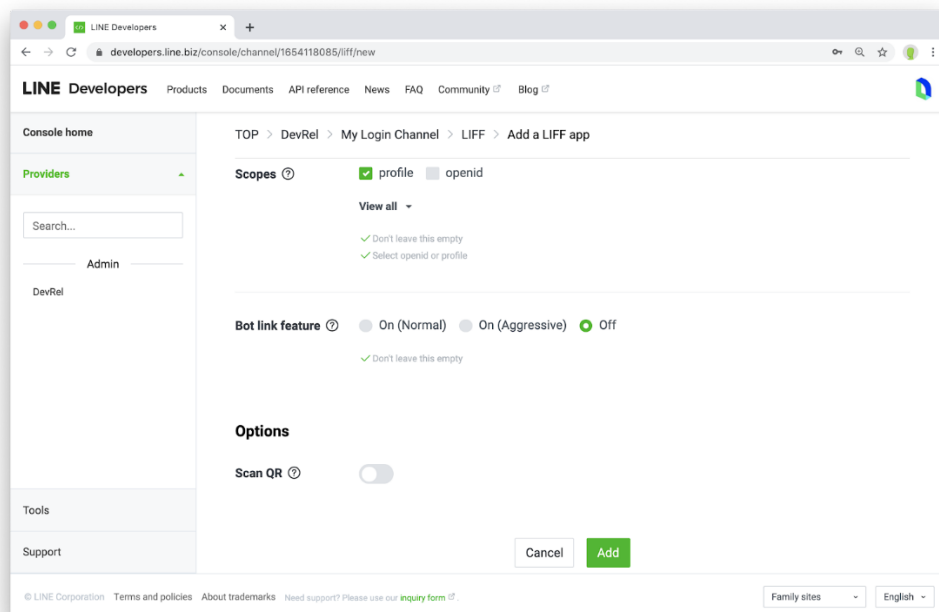 LINE Developers
developers.line.biz/console/channel/1654118085/liff/new
LINE Developers Products Documents API reference News FAQ Community Blog
Console home
Providers
Search...
Admin
DevRel
Tools
Support
TOP > DevRel > My Login Channel > LIFF > Add a LIFF app
Scopes profile openid
View all
Don't leave this empty
Select openid or profile
Bot link feature On (Normal) On (Aggressive) Off
Don't leave this empty
Options
Scan QR
Cancel Add
© LINE Corporation Terms and policies About trademarks Need support? Please use our inquiry form. Family sites English